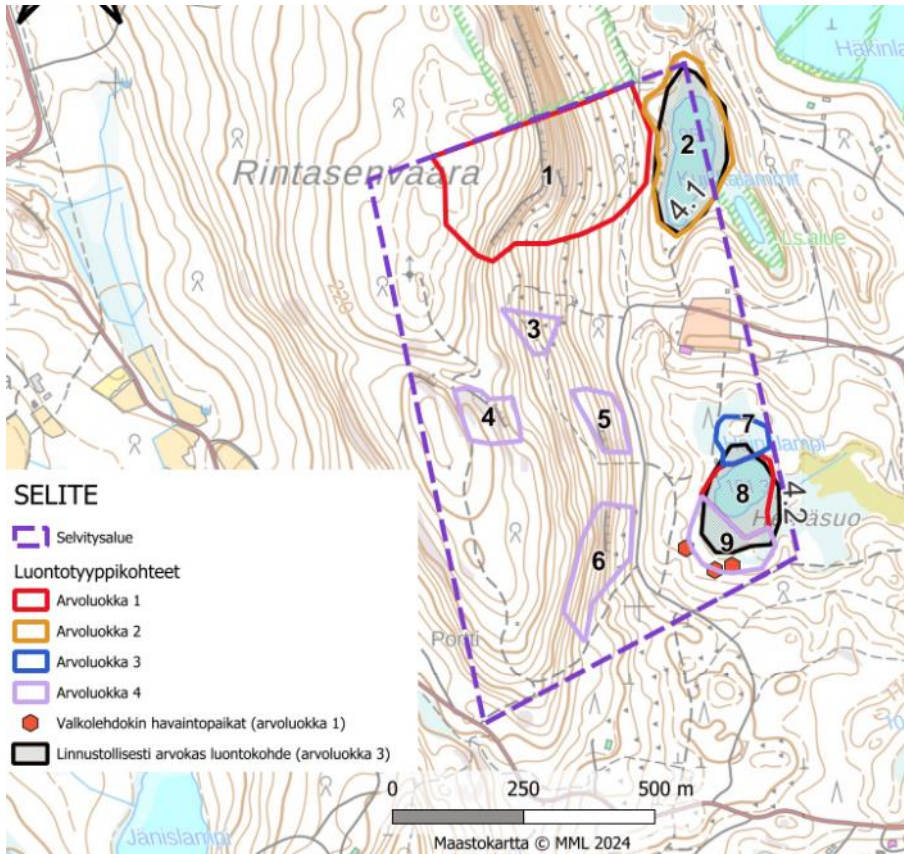 Häkinla
Rintasenvaara
1
2
4.1
Ls.alue
220
3
4
5
6
7
8
4.2
9
Portti
SELITE
Selvitysalue
Luontotyyppikohteet
Arvoluokka 1
Arvoluokka 2
Arvoluokka 3
Arvoluokka 4
Valkolehdokin havaintopaikat (arvoluokka 1)
Linnustollisesti arvokas luontokohde (arvoluokka 3)
0 250 500 m
Maastokartta © MML 2024
Jänislampi